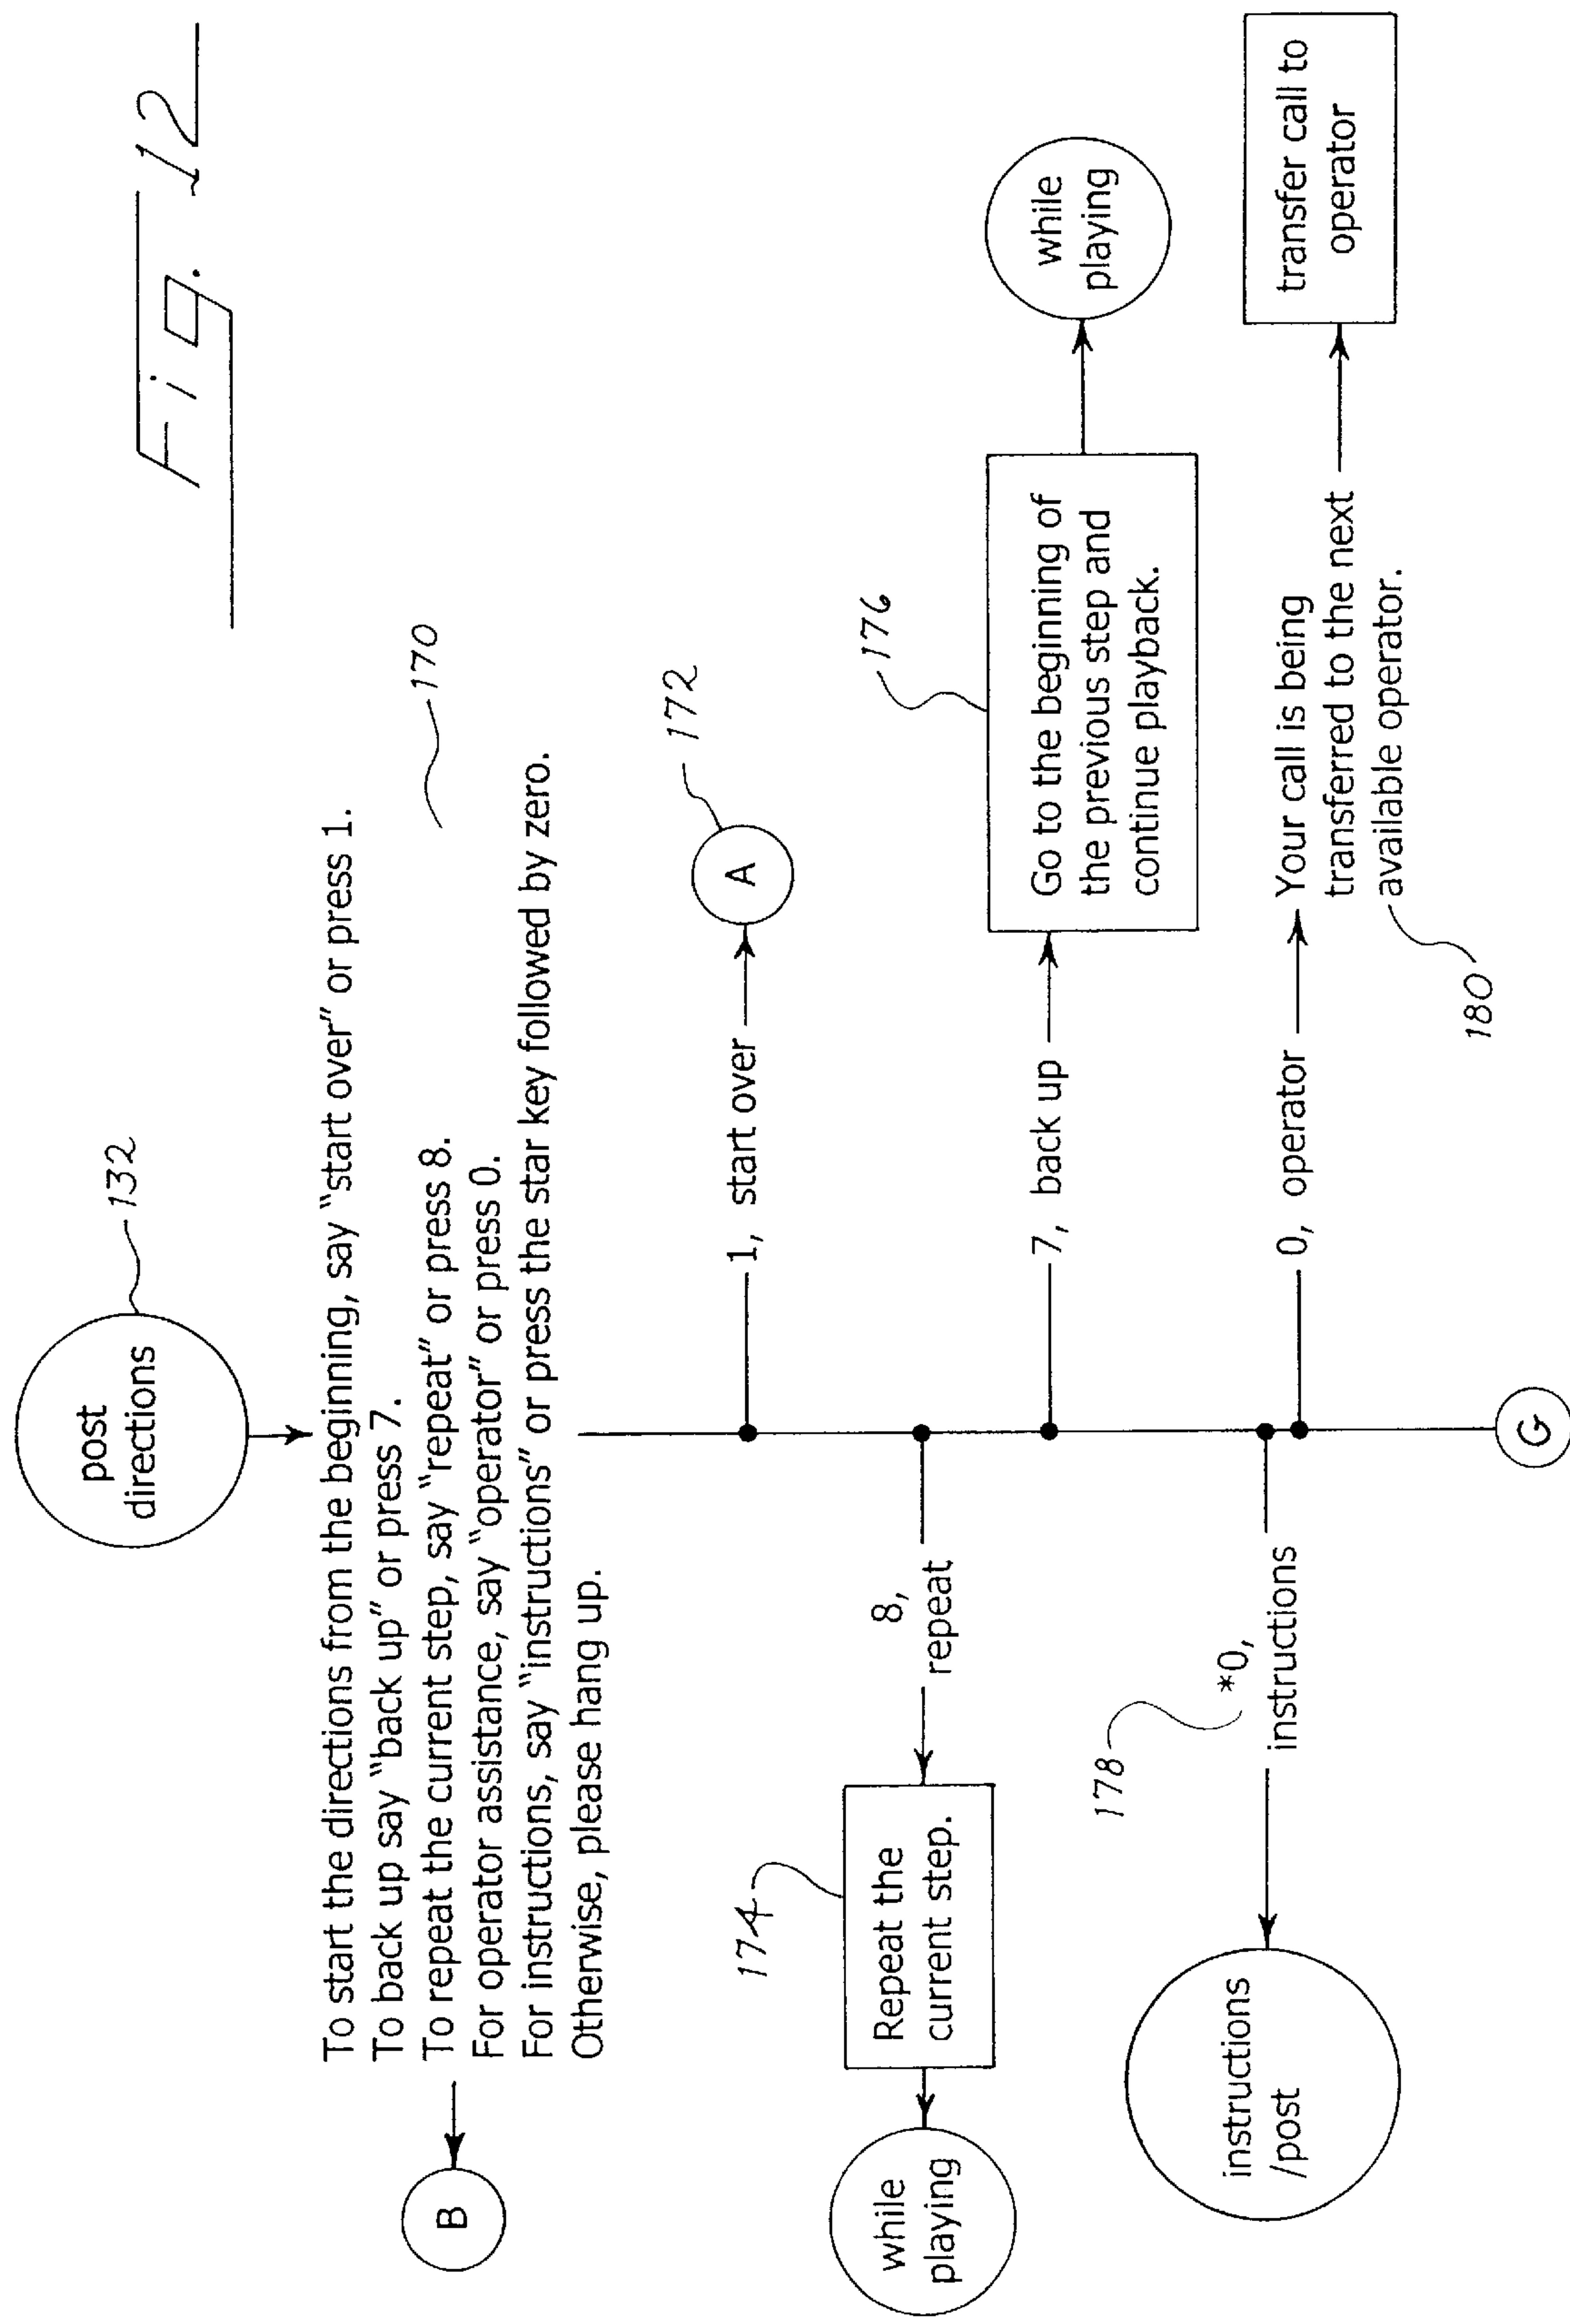 Fig. 12
post
directions
132
To start the directions from the beginning, say "start over" or press 1.
To back up say "back up" or press 7.
To repeat the current step, say "repeat" or press 8.
For operator assistance, say "operator" or press 0.
For instructions, say "instructions" or press the star key followed by zero.
Otherwise, please hang up.
170
B
1, start over
A
172
8,
repeat
Repeat the
current step.
174
while
playing
7, back up
Go to the beginning of
the previous step and
continue playback.
176
while
playing
*0,
instructions
178
instructions
/post
0, operator
Your call is being
transferred to the next
available operator.
180
transfer call to
operator
G